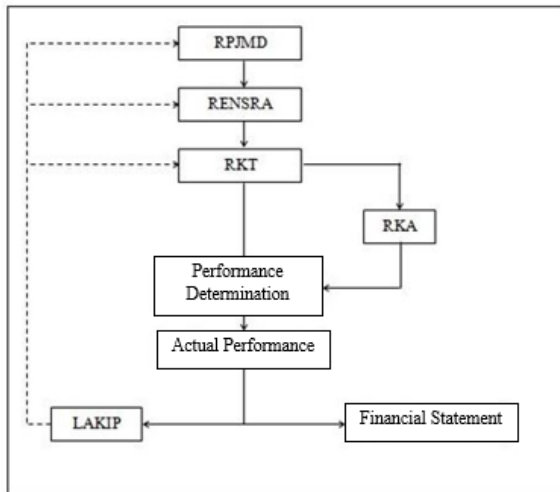 RPJMD
RENSRA
RKT
RKA
Performance
Determination
Actual Performance
LAKIP
Financial Statement